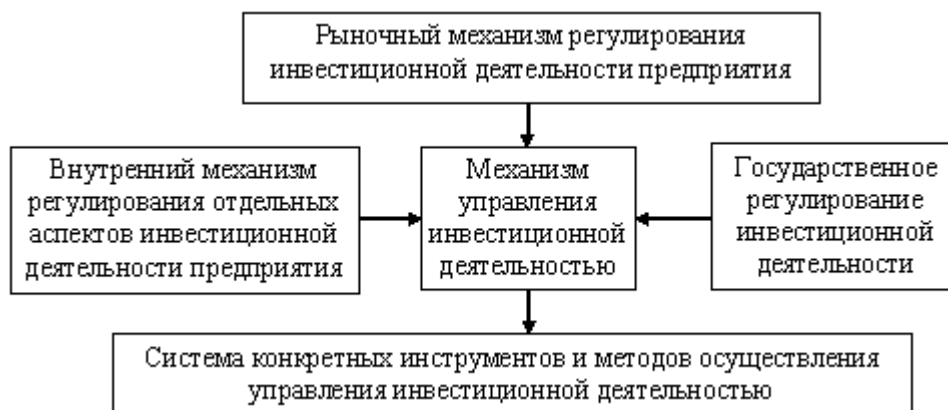 Рыночный механизм регулирования
инвестиционной деятельности предприятия
Внутренний механизм
регулирования отдельных
аспектов инвестиционной
деятельности предприятия
Механизм
управления
инвестиционной
деятельностью
Государственное
регулирование
инвестиционной
деятельности
Система конкретных инструментов и методов осуществления
управления инвестиционной деятельностью